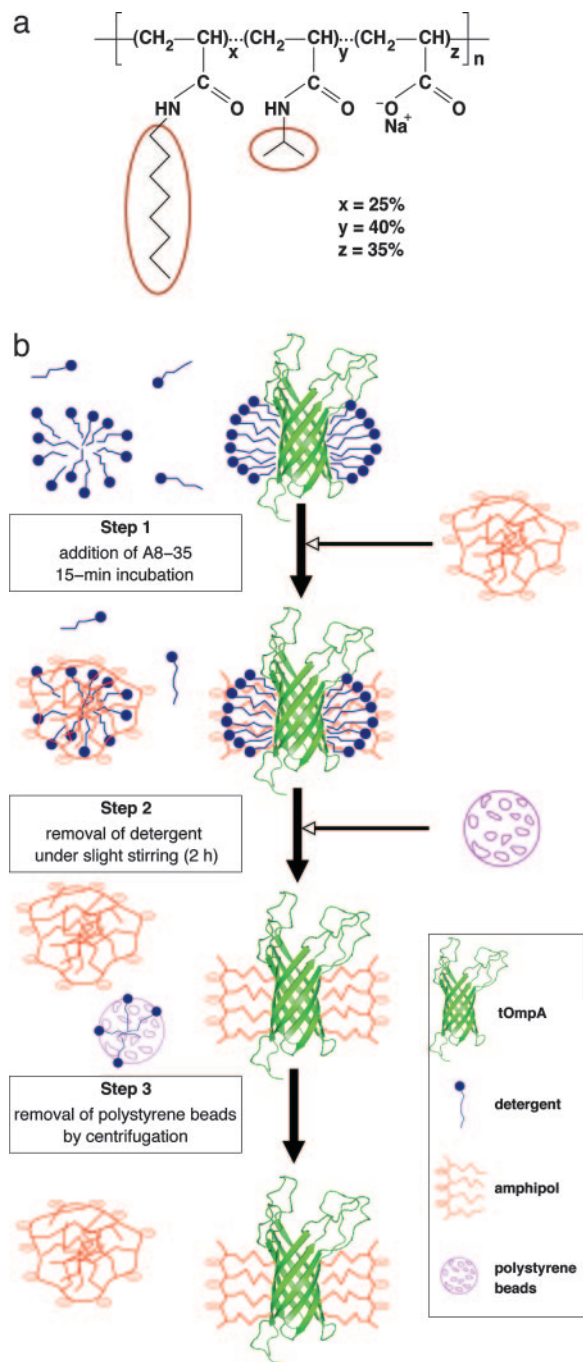 a
(CH₂ CH)x...(CH₂ CH)y...(CH₂ CH)z n
C C C
HN O HN O ⁻O O
Na⁺
x = 25%
y = 40%
z = 35%
b
Step 1
addition of A8–35
15–min incubation
Step 2
removal of detergent
under slight stirring (2 h)
Step 3
removal of polystyrene beads
by centrifugation
tOmpA
detergent
amphipol
polystyrene
beads